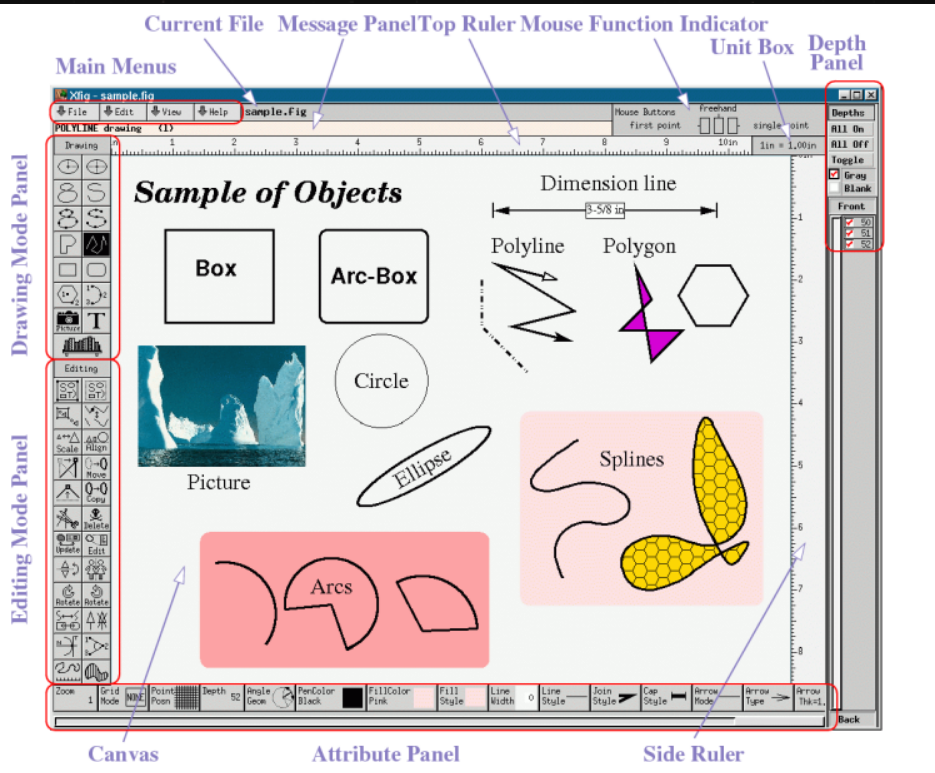 Current File Message Panel Top Ruler Mouse Function Indicator
Unit Box
Depth Panel
Main Menus
Xfig - sample.fig
File Edit View Help sample.fig
Mouse Buttons freehand
first point single point
POLYLINE drawing (1)
Depths
All On
All Off
Toggle
Gray
Blank
Front
50
51
52
Drawing
in 1 2 3 4 5 6 7 8 9 10in
1in = 1.00in
Drawing Mode Panel
Picture T
Sample of Objects
Dimension line
3-5/8 in
Box
Arc-Box
Polyline
Polygon
Circle
Picture
Ellipse
Splines
Arcs
-1
-2
-3
-4
-5
-6
-7
-8
Editing Mode Panel
Editing
Scale Align
Move
Copy
Delete
Update Edit
Rotate Rotate
Zoom 1
Grid Mode NONE
Point Posn
Depth 52
Angle Geom
PenColor Black
FillColor Pink
Fill Style
Line Width 0
Line Style
Join Style
Cap Style
Arrow Mode
Arrow Type
Arrow Thk=1.
Back
Canvas
Attribute Panel
Side Ruler